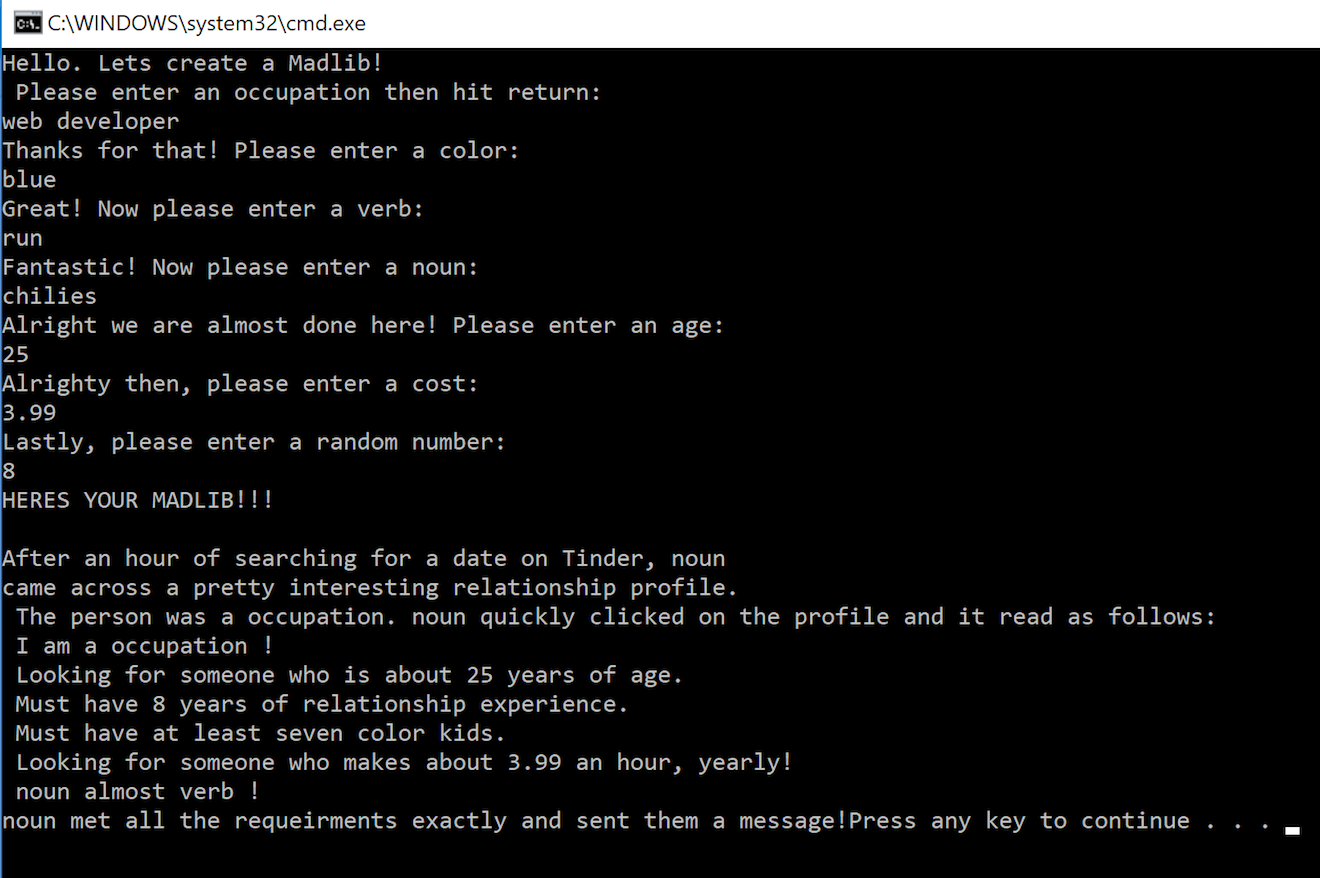 C:\WINDOWS\system32\cmd.exe
Hello. Lets create a Madlib!
Please enter an occupation then hit return:
web developer
Thanks for that! Please enter a color:
blue
Great! Now please enter a verb:
run
Fantastic! Now please enter a noun:
chilies
Alright we are almost done here! Please enter an age:
25
Alrighty then, please enter a cost:
3.99
Lastly, please enter a random number:
8
HERES YOUR MADLIB!!!
After an hour of searching for a date on Tinder, noun
came across a pretty interesting relationship profile.
The person was a occupation. noun quickly clicked on the profile and it read as follows:
I am a occupation !
Looking for someone who is about 25 years of age.
Must have 8 years of relationship experience.
Must have at least seven color kids.
Looking for someone who makes about 3.99 an hour, yearly!
noun almost verb !
noun met all the requeirments exactly and sent them a message!Press any key to continue . . .